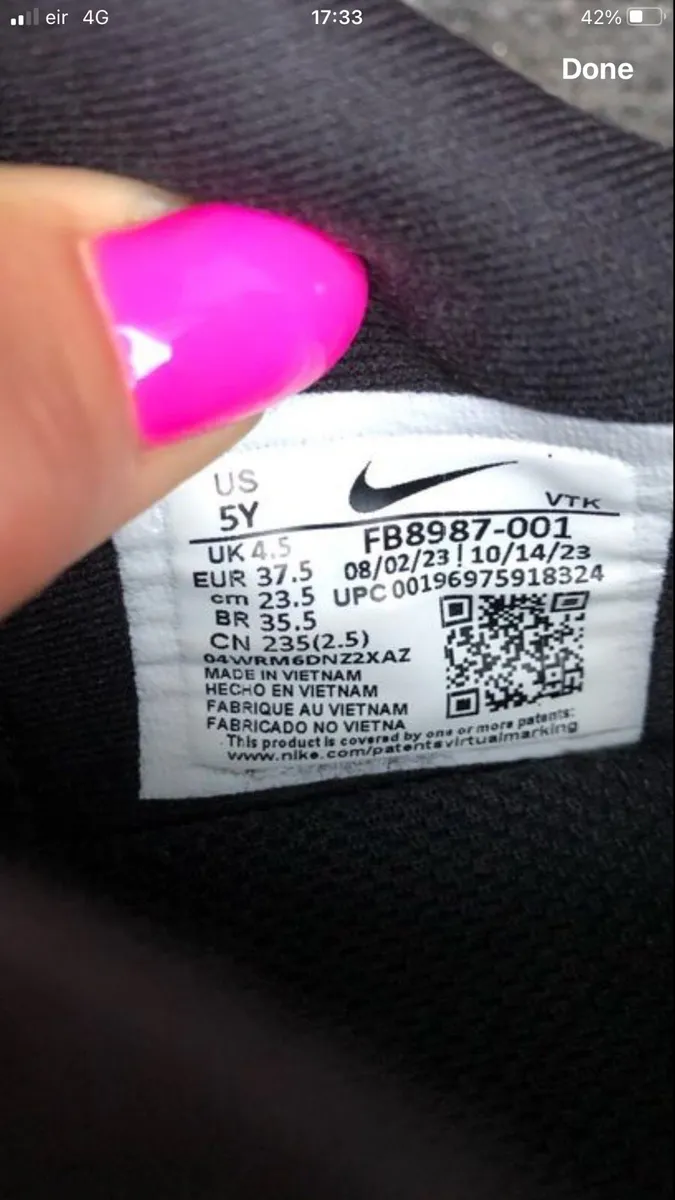 eir 4G 17:33 42%
Done
US
5Y
VTK
UK 4.5
FB8987-001
EUR 37.5
08/02/23 | 10/14/23
cm 23.5
UPC 00196975918324
BR 35.5
CN 235(2.5)
04WRM6DNZ2XAZ
MADE IN VIETNAM
HECHO EN VIETNAM
FABRIQUE AU VIETNAM
FABRICADO NO VIETNA
This product is covered by one or more patents:
www.nike.com/patentsvirtualmarking